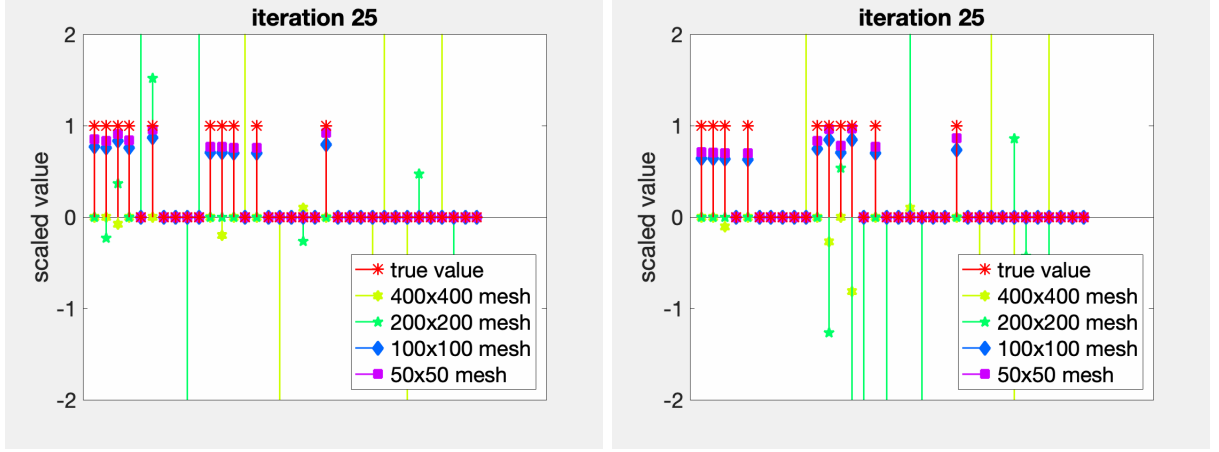 iteration 25
scaled value
2
1
0
-1
-2
true value
400x400 mesh
200x200 mesh
100x100 mesh
50x50 mesh
iteration 25
scaled value
2
1
0
-1
-2
true value
400x400 mesh
200x200 mesh
100x100 mesh
50x50 mesh